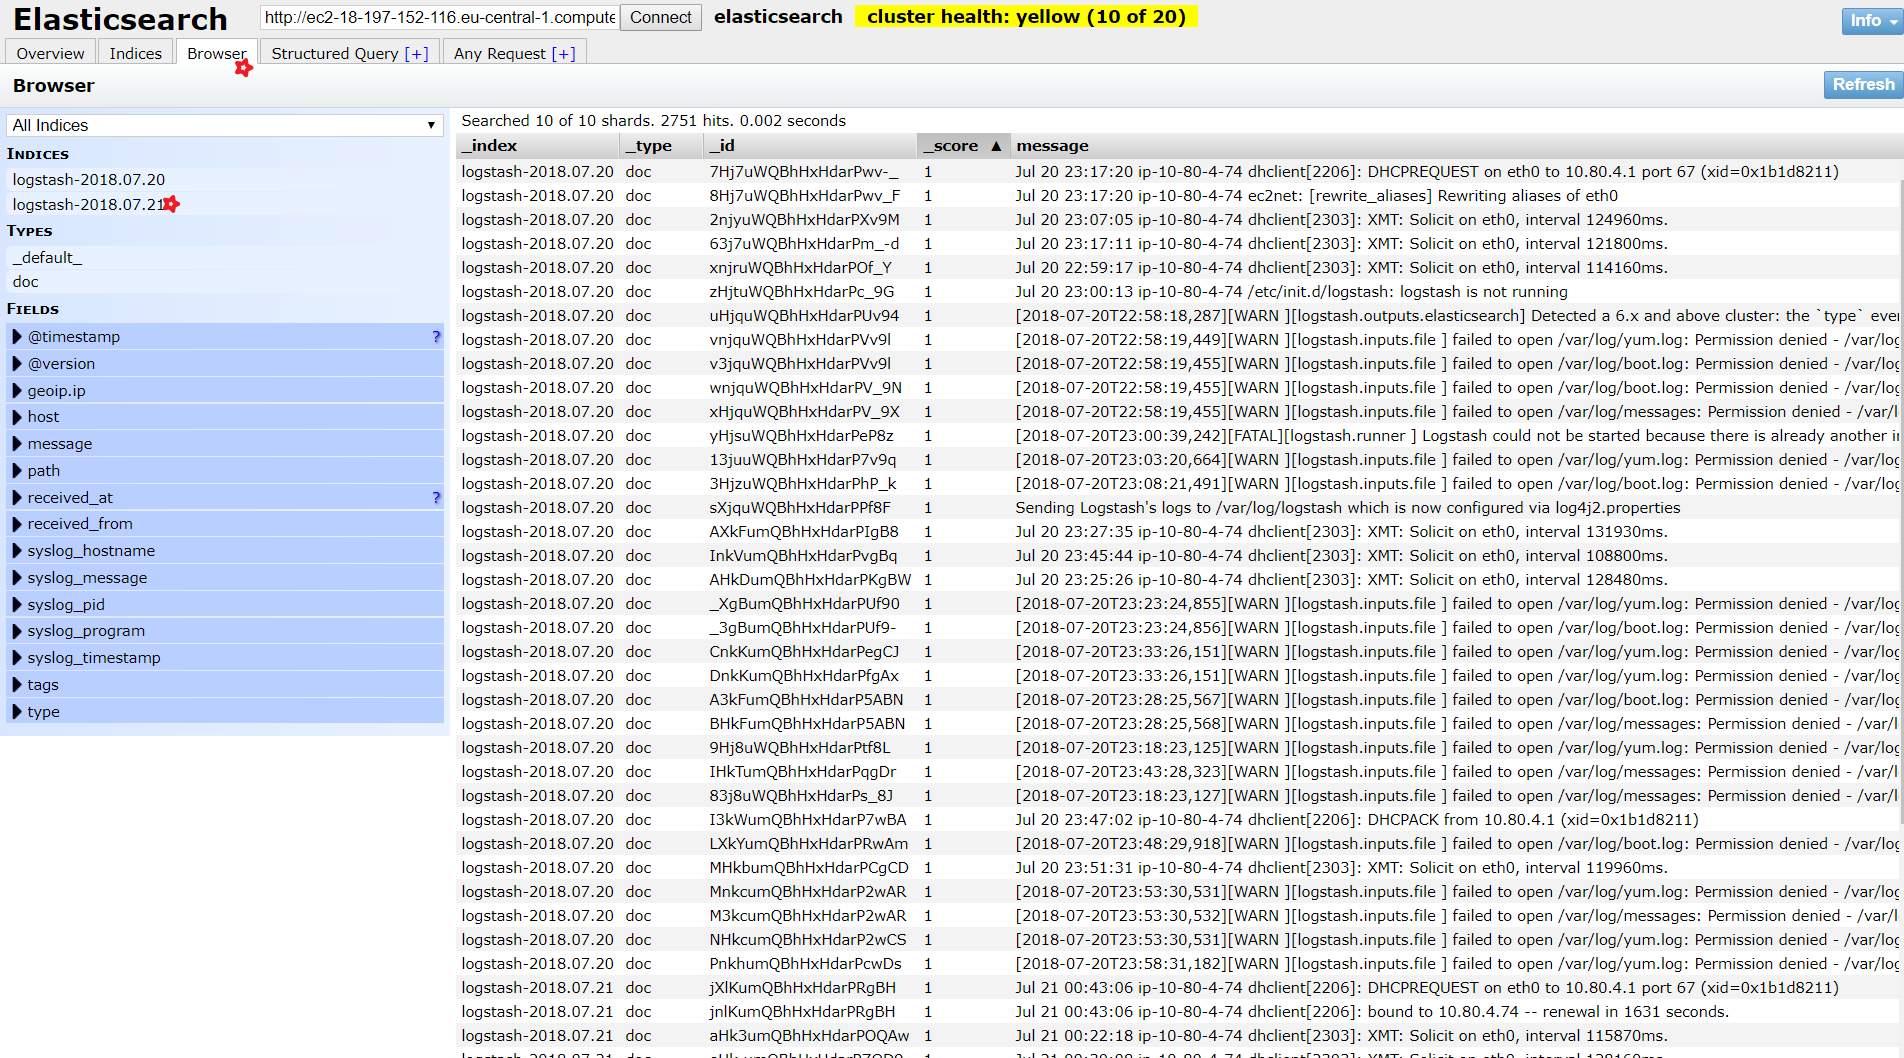 Elasticsearch http://ec2-18-197-152-116.eu-central-1.compute Connect elasticsearch cluster health: yellow (10 of 20) Info
Overview Indices Browser Structured Query [+] Any Request [+]
Browser Refresh
All Indices
INDICES
logstash-2018.07.20
logstash-2018.07.21
TYPES
_default_
doc
FIELDS
@timestamp ?
@version
geoip.ip
host
message
path
received_at ?
received_from
syslog_hostname
syslog_message
syslog_pid
syslog_program
syslog_timestamp
tags
type
Searched 10 of 10 shards. 2751 hits. 0.002 seconds
_index _type _id _score ▲ message
logstash-2018.07.20 doc 7Hj7uWQBhHxHdarPwv-_ 1 Jul 20 23:17:20 ip-10-80-4-74 dhclient[2206]: DHCPREQUEST on eth0 to 10.80.4.1 port 67 (xid=0x1b1d8211)
logstash-2018.07.20 doc 8Hj7uWQBhHxHdarPwv_F 1 Jul 20 23:17:20 ip-10-80-4-74 ec2net: [rewrite_aliases] Rewriting aliases of eth0
logstash-2018.07.20 doc 2njyuWQBhHxHdarPXv9M 1 Jul 20 23:07:05 ip-10-80-4-74 dhclient[2303]: XMT: Solicit on eth0, interval 124960ms.
logstash-2018.07.20 doc 63j7uWQBhHxHdarPm_-d 1 Jul 20 23:17:11 ip-10-80-4-74 dhclient[2303]: XMT: Solicit on eth0, interval 121800ms.
logstash-2018.07.20 doc xnjruWQBhHxHdarPOf_Y 1 Jul 20 22:59:17 ip-10-80-4-74 dhclient[2303]: XMT: Solicit on eth0, interval 114160ms.
logstash-2018.07.20 doc zHjtuWQBhHxHdarPc_9G 1 Jul 20 23:00:13 ip-10-80-4-74 /etc/init.d/logstash: logstash is not running
logstash-2018.07.20 doc uHjquWQBhHxHdarPUv94 1 [2018-07-20T22:58:18,287][WARN ][logstash.outputs.elasticsearch] Detected a 6.x and above cluster: the `type` ever
logstash-2018.07.20 doc vnjquWQBhHxHdarPVv9l 1 [2018-07-20T22:58:19,449][WARN ][logstash.inputs.file ] failed to open /var/log/yum.log: Permission denied - /var/log
logstash-2018.07.20 doc v3jquWQBhHxHdarPVv9l 1 [2018-07-20T22:58:19,455][WARN ][logstash.inputs.file ] failed to open /var/log/boot.log: Permission denied - /var/log
logstash-2018.07.20 doc wnjquWQBhHxHdarPV_9N 1 [2018-07-20T22:58:19,455][WARN ][logstash.inputs.file ] failed to open /var/log/boot.log: Permission denied - /var/log
logstash-2018.07.20 doc xHjquWQBhHxHdarPV_9X 1 [2018-07-20T22:58:19,455][WARN ][logstash.inputs.file ] failed to open /var/log/messages: Permission denied - /var/l
logstash-2018.07.20 doc yHjsuWQBhHxHdarPeP8z 1 [2018-07-20T23:00:39,242][FATAL][logstash.runner ] Logstash could not be started because there is already another in
logstash-2018.07.20 doc 13juuWQBhHxHdarP7v9q 1 [2018-07-20T23:03:20,664][WARN ][logstash.inputs.file ] failed to open /var/log/yum.log: Permission denied - /var/log
logstash-2018.07.20 doc 3HjzuWQBhHxHdarPhP_k 1 [2018-07-20T23:08:21,491][WARN ][logstash.inputs.file ] failed to open /var/log/boot.log: Permission denied - /var/log
logstash-2018.07.20 doc sXjquWQBhHxHdarPPf8F 1 Sending Logstash's logs to /var/log/logstash which is now configured via log4j2.properties
logstash-2018.07.20 doc AXkFumQBhHxHdarPIgB8 1 Jul 20 23:27:35 ip-10-80-4-74 dhclient[2303]: XMT: Solicit on eth0, interval 131930ms.
logstash-2018.07.20 doc InkVumQBhHxHdarPvgBq 1 Jul 20 23:45:44 ip-10-80-4-74 dhclient[2303]: XMT: Solicit on eth0, interval 108800ms.
logstash-2018.07.20 doc AHkDumQBhHxHdarPKgBW 1 Jul 20 23:25:26 ip-10-80-4-74 dhclient[2303]: XMT: Solicit on eth0, interval 128480ms.
logstash-2018.07.20 doc _XgBumQBhHxHdarPUf90 1 [2018-07-20T23:23:24,855][WARN ][logstash.inputs.file ] failed to open /var/log/yum.log: Permission denied - /var/log
logstash-2018.07.20 doc _3gBumQBhHxHdarPUf9- 1 [2018-07-20T23:23:24,856][WARN ][logstash.inputs.file ] failed to open /var/log/boot.log: Permission denied - /var/log
logstash-2018.07.20 doc CnkKumQBhHxHdarPegCJ 1 [2018-07-20T23:33:26,151][WARN ][logstash.inputs.file ] failed to open /var/log/yum.log: Permission denied - /var/log
logstash-2018.07.20 doc DnkKumQBhHxHdarPfgAx 1 [2018-07-20T23:33:26,151][WARN ][logstash.inputs.file ] failed to open /var/log/yum.log: Permission denied - /var/log
logstash-2018.07.20 doc A3kFumQBhHxHdarP5ABN 1 [2018-07-20T23:28:25,567][WARN ][logstash.inputs.file ] failed to open /var/log/boot.log: Permission denied - /var/log
logstash-2018.07.20 doc BHkFumQBhHxHdarP5ABN 1 [2018-07-20T23:28:25,568][WARN ][logstash.inputs.file ] failed to open /var/log/messages: Permission denied - /var/l
logstash-2018.07.20 doc 9Hj8uWQBhHxHdarPtf8L 1 [2018-07-20T23:18:23,125][WARN ][logstash.inputs.file ] failed to open /var/log/yum.log: Permission denied - /var/log
logstash-2018.07.20 doc IHkTumQBhHxHdarPqgDr 1 [2018-07-20T23:43:28,323][WARN ][logstash.inputs.file ] failed to open /var/log/messages: Permission denied - /var/l
logstash-2018.07.20 doc 83j8uWQBhHxHdarPs_8J 1 [2018-07-20T23:18:23,127][WARN ][logstash.inputs.file ] failed to open /var/log/messages: Permission denied - /var/l
logstash-2018.07.20 doc I3kWumQBhHxHdarP7wBA 1 Jul 20 23:47:02 ip-10-80-4-74 dhclient[2206]: DHCPACK from 10.80.4.1 (xid=0x1b1d8211)
logstash-2018.07.20 doc LXkYumQBhHxHdarPRwAm 1 [2018-07-20T23:48:29,918][WARN ][logstash.inputs.file ] failed to open /var/log/boot.log: Permission denied - /var/log
logstash-2018.07.20 doc MHkbumQBhHxHdarPCgCD 1 Jul 20 23:51:31 ip-10-80-4-74 dhclient[2303]: XMT: Solicit on eth0, interval 119960ms.
logstash-2018.07.20 doc MnkcumQBhHxHdarP2wAR 1 [2018-07-20T23:53:30,531][WARN ][logstash.inputs.file ] failed to open /var/log/yum.log: Permission denied - /var/log
logstash-2018.07.20 doc M3kcumQBhHxHdarP2wAR 1 [2018-07-20T23:53:30,532][WARN ][logstash.inputs.file ] failed to open /var/log/messages: Permission denied - /var/l
logstash-2018.07.20 doc NHkcumQBhHxHdarP2wCS 1 [2018-07-20T23:53:30,531][WARN ][logstash.inputs.file ] failed to open /var/log/yum.log: Permission denied - /var/log
logstash-2018.07.20 doc PnkhumQBhHxHdarPcwDs 1 [2018-07-20T23:58:31,182][WARN ][logstash.inputs.file ] failed to open /var/log/yum.log: Permission denied - /var/log
logstash-2018.07.21 doc jXlKumQBhHxHdarPRgBH 1 Jul 21 00:43:06 ip-10-80-4-74 dhclient[2206]: DHCPREQUEST on eth0 to 10.80.4.1 port 67 (xid=0x1b1d8211)
logstash-2018.07.21 doc jnlKumQBhHxHdarPRgBH 1 Jul 21 00:43:06 ip-10-80-4-74 dhclient[2206]: bound to 10.80.4.74 -- renewal in 1631 seconds.
logstash-2018.07.21 doc aHk3umQBhHxHdarPOQAw 1 Jul 21 00:22:18 ip-10-80-4-74 dhclient[2303]: XMT: Solicit on eth0, interval 115870ms.